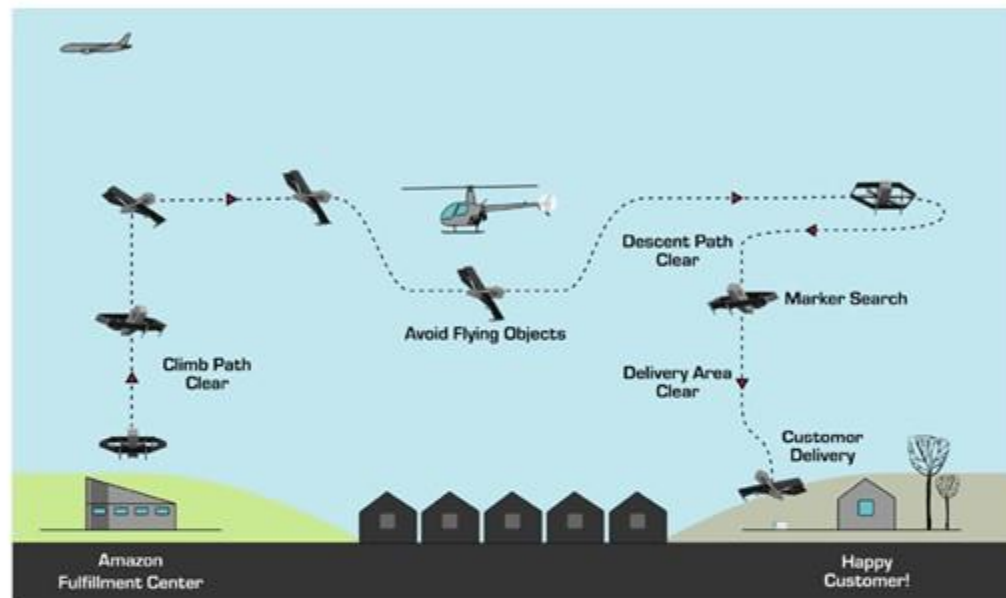 Climb Path
Clear
Avoid Flying Objects
Descent Path
Clear
Marker Search
Delivery Area
Clear
Customer
Delivery
Amazon
Fulfillment Center
Happy
Customer!